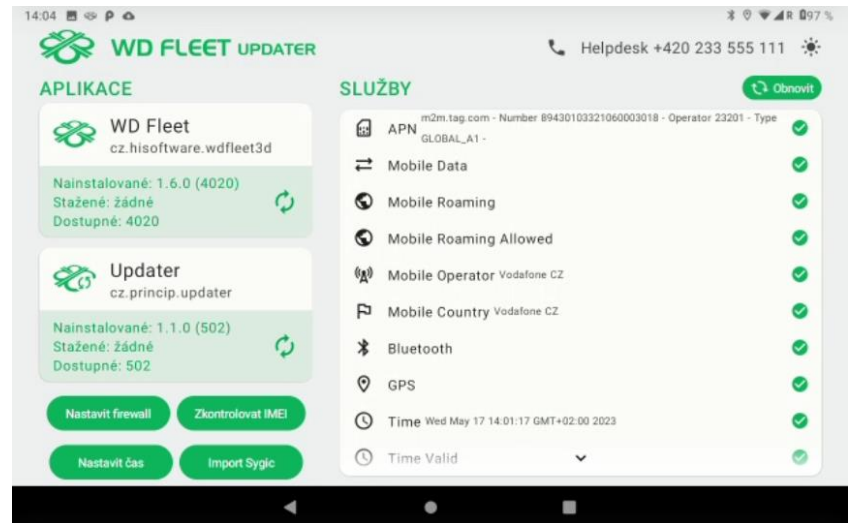 14:04 P R 97 %
WD FLEET UPDATER
Helpdesk +420 233 555 111
APLIKACE
WD Fleet
cz.hisoftware.wdfleet3d
Nainstalované: 1.6.0 (4020)
Stažené: žádné
Dostupné: 4020
Updater
cz.princip.updater
Nainstalované: 1.1.0 (502)
Stažené: žádné
Dostupné: 502
Nastavit firewall
Zkontrolovat IMEI
Nastavit čas
Import Sygic
SLUŽBY
Obnovit
APN m2m.tag.com - Number 89430103321060003018 - Operator 23201 - Type
GLOBAL_A1 -
Mobile Data
Mobile Roaming
Mobile Roaming Allowed
Mobile Operator Vodafone CZ
Mobile Country Vodafone CZ
Bluetooth
GPS
Time Wed May 17 14:01:17 GMT+02:00 2023
Time Valid